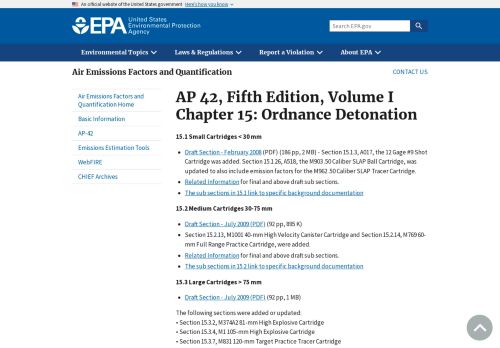 An official website of the United States government Here's how you know
EPA United States
Environmental Protection
Agency
Search EPA.gov
Environmental Topics
Laws & Regulations
Report a Violation
About EPA
Air Emissions Factors and Quantification
CONTACT US
Air Emissions Factors and
Quantification Home
Basic Information
AP-42
Emissions Estimation Tools
WebFIRE
CHIEF Archives
AP 42, Fifth Edition, Volume I
Chapter 15: Ordnance Detonation
15.1 Small Cartridges < 30 mm
Draft Section - February 2008 (PDF) (186 pp, 2 MB) - Section 15.1.3, A017, the 12 Gage #9 Shot
Cartridge was added. Section 15.1.26, A518, the M903 .50 Caliber SLAP Ball Cartridge, was
updated to also include emission factors for the M962 .50 Caliber SLAP Tracer Cartridge.
Related Information for final and above draft sub sections.
The sub sections in 15.1 link to specific background documentation
15.2 Medium Cartridges 30-75 mm
Draft Section - July 2009 (PDF) (92 pp, 885 K)
Section 15.2.13, M1001 40-mm High Velocity Canister Cartridge and Section 15.2.14, M769 60-
mm Full Range Practice Cartridge, were added.
Related Information for final and above draft sub sections.
The sub sections in 15.2 link to specific background documentation
15.3 Large Cartridges > 75 mm
Draft Section - July 2009 (PDF) (92 pp, 1 MB)
The following sections were added or updated:
• Section 15.3.2, M374A2 81-mm High Explosive Cartridge
• Section 15.3.4, M1 105-mm High Explosive Cartridge
• Section 15.3.7, M831 120-mm Target Practice Tracer Cartridge